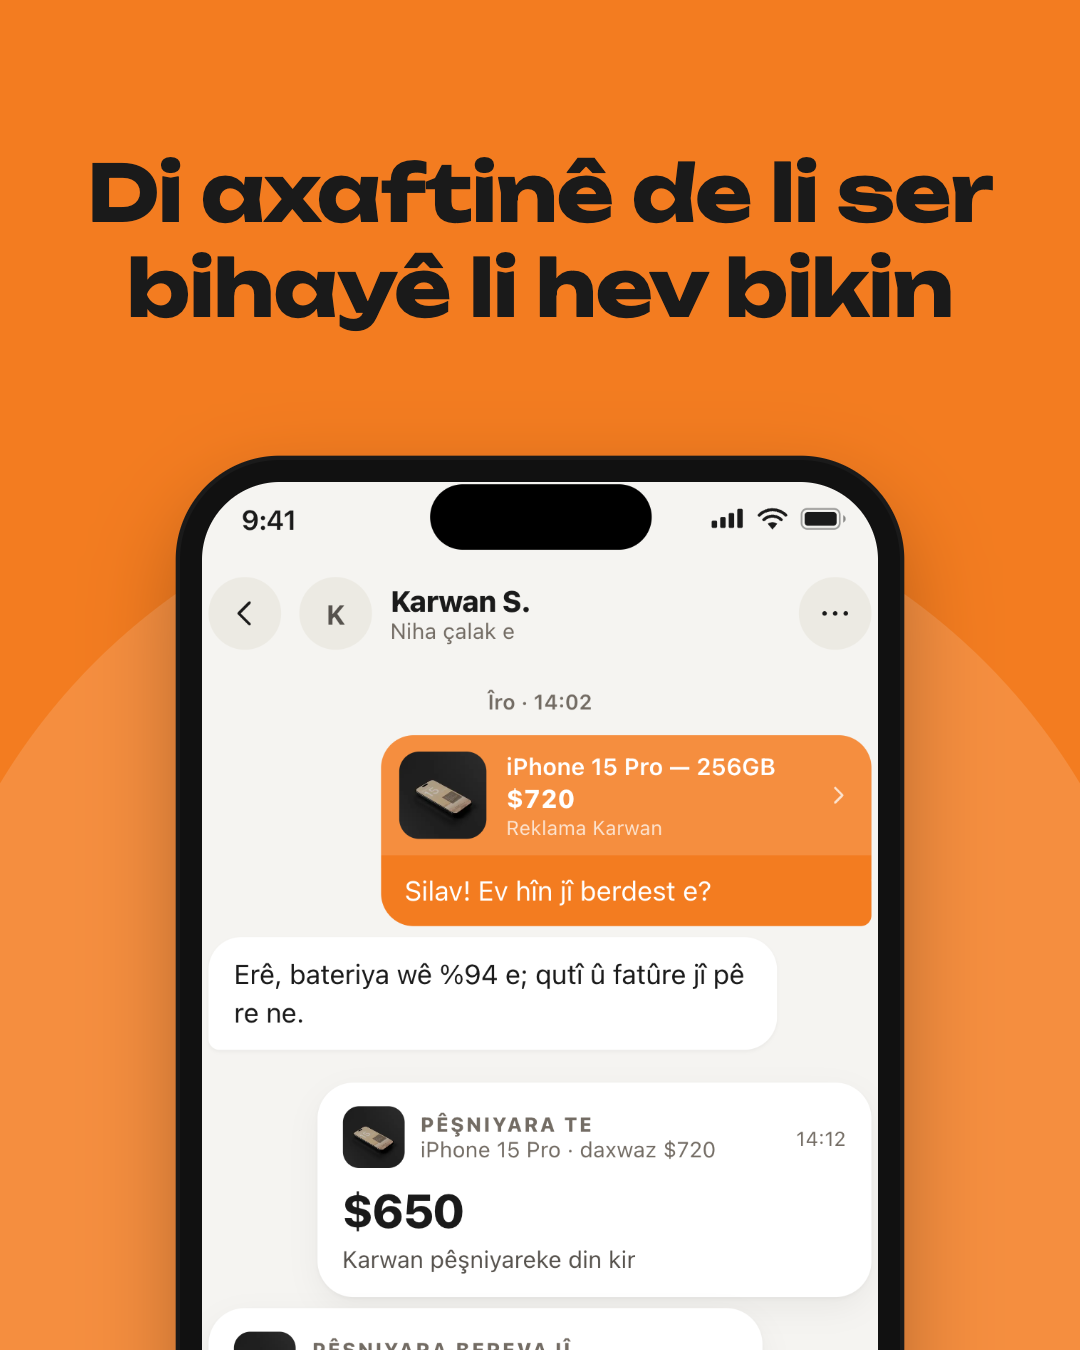 Di axaftinê de li ser
bihayê li hev bikin
9:41
K
Karwan S.
Niha çalak e
Îro · 14:02
iPhone 15 Pro — 256GB
$720
Reklama Karwan
Silav! Ev hîn jî berdest e?
Erê, bateriya wê %94 e; qutî û fatûre jî pê
re ne.
PÊŞNIYARA TE
14:12
iPhone 15 Pro · daxwaz $720
$650
Karwan pêşniyareke din kir